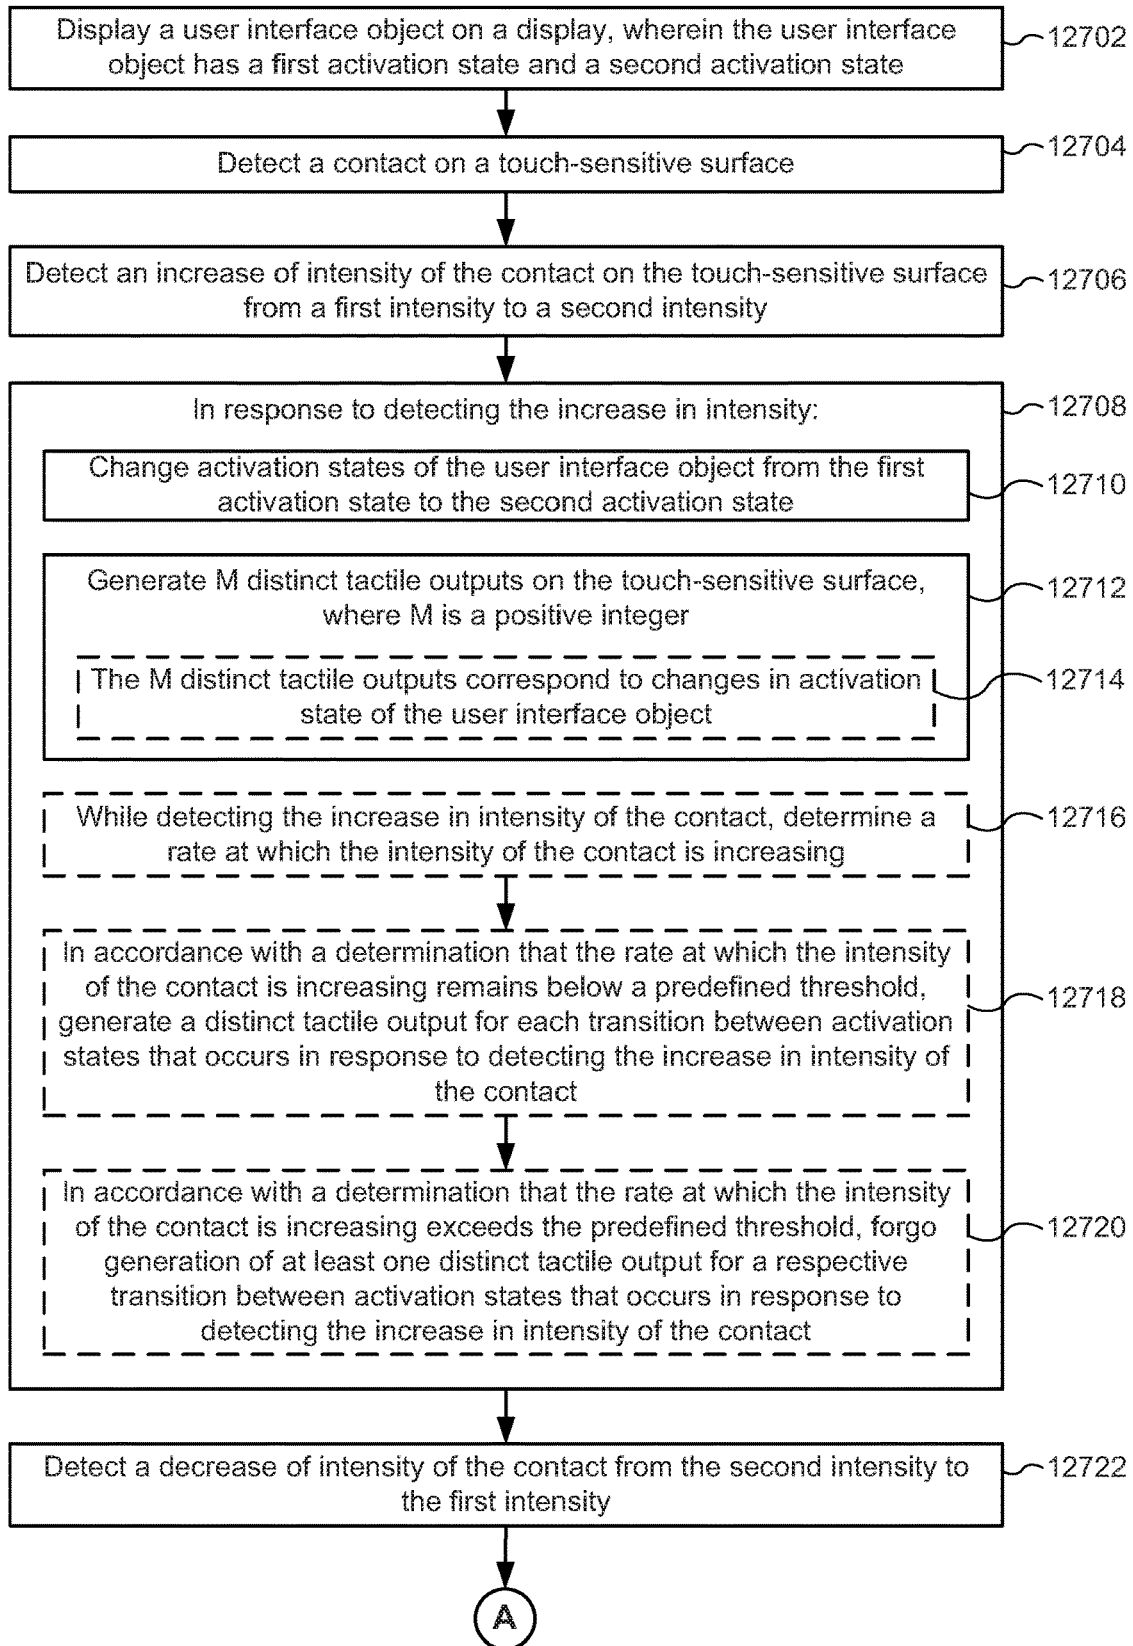 Display a user interface object on a display, wherein the user interface
object has a first activation state and a second activation state
12702
Detect a contact on a touch-sensitive surface
12704
Detect an increase of intensity of the contact on the touch-sensitive surface
from a first intensity to a second intensity
12706
In response to detecting the increase in intensity:
12708
Change activation states of the user interface object from the first
activation state to the second activation state
12710
Generate M distinct tactile outputs on the touch-sensitive surface,
where M is a positive integer
12712
The M distinct tactile outputs correspond to changes in activation
state of the user interface object
12714
While detecting the increase in intensity of the contact, determine a
rate at which the intensity of the contact is increasing
12716
In accordance with a determination that the rate at which the intensity
of the contact is increasing remains below a predefined threshold,
generate a distinct tactile output for each transition between activation
states that occurs in response to detecting the increase in intensity of
the contact
12718
In accordance with a determination that the rate at which the intensity
of the contact is increasing exceeds the predefined threshold, forgo
generation of at least one distinct tactile output for a respective
transition between activation states that occurs in response to
detecting the increase in intensity of the contact
12720
Detect a decrease of intensity of the contact from the second intensity to
the first intensity
12722
A